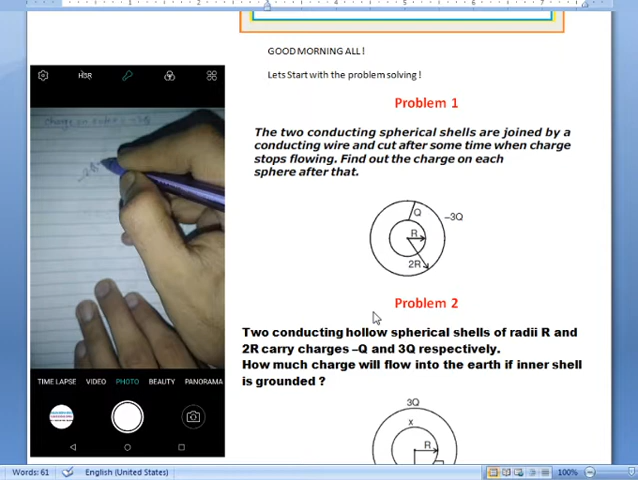 GOOD MORNING ALL!
Lets Start with the problem solving !
Problem 1
The two conducting spherical shells are joined by a
conducting wire and cut after some time when charge
stops flowing. Find out the charge on each
sphere after that.
Q
–3Q
R
2R
Problem 2
Two conducting hollow spherical shells of radii R and
2R carry charges –Q and 3Q respectively.
How much charge will flow into the earth if inner shell
is grounded ?
3Q
x
R
HDR
TIME LAPSE VIDEO PHOTO BEAUTY PANORAMA
Words: 61 English (United States) 100%